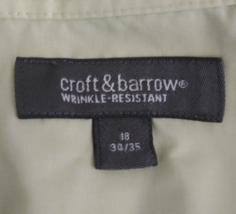 croft&barrow®
WRINKLE-RESISTANT
18
34/35